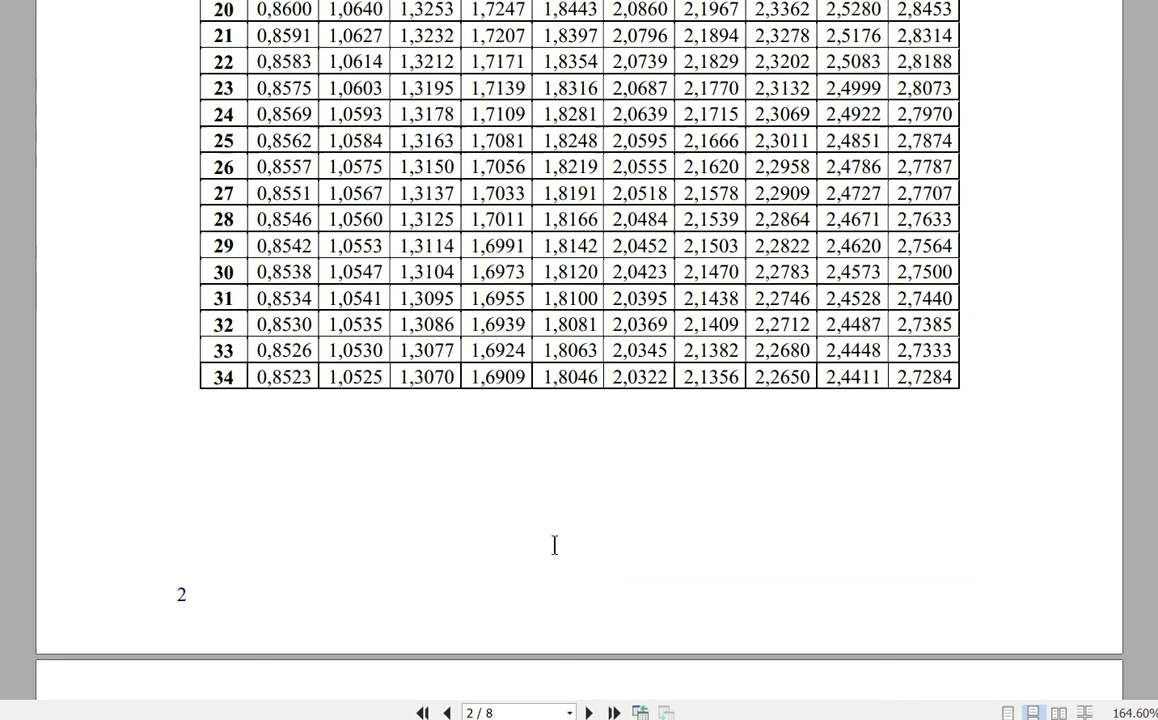 20 0,8600 1,0640 1,3253 1,7247 1,8443 2,0860 2,1967 2,3362 2,5280 2,8453
21 0,8591 1,0627 1,3232 1,7207 1,8397 2,0796 2,1894 2,3278 2,5176 2,8314
22 0,8583 1,0614 1,3212 1,7171 1,8354 2,0739 2,1829 2,3202 2,5083 2,8188
23 0,8575 1,0603 1,3195 1,7139 1,8316 2,0687 2,1770 2,3132 2,4999 2,8073
24 0,8569 1,0593 1,3178 1,7109 1,8281 2,0639 2,1715 2,3069 2,4922 2,7970
25 0,8562 1,0584 1,3163 1,7081 1,8248 2,0595 2,1666 2,3011 2,4851 2,7874
26 0,8557 1,0575 1,3150 1,7056 1,8219 2,0555 2,1620 2,2958 2,4786 2,7787
27 0,8551 1,0567 1,3137 1,7033 1,8191 2,0518 2,1578 2,2909 2,4727 2,7707
28 0,8546 1,0560 1,3125 1,7011 1,8166 2,0484 2,1539 2,2864 2,4671 2,7633
29 0,8542 1,0553 1,3114 1,6991 1,8142 2,0452 2,1503 2,2822 2,4620 2,7564
30 0,8538 1,0547 1,3104 1,6973 1,8120 2,0423 2,1470 2,2783 2,4573 2,7500
31 0,8534 1,0541 1,3095 1,6955 1,8100 2,0395 2,1438 2,2746 2,4528 2,7440
32 0,8530 1,0535 1,3086 1,6939 1,8081 2,0369 2,1409 2,2712 2,4487 2,7385
33 0,8526 1,0530 1,3077 1,6924 1,8063 2,0345 2,1382 2,2680 2,4448 2,7333
34 0,8523 1,0525 1,3070 1,6909 1,8046 2,0322 2,1356 2,2650 2,4411 2,7284
2
2 / 8
164.60%